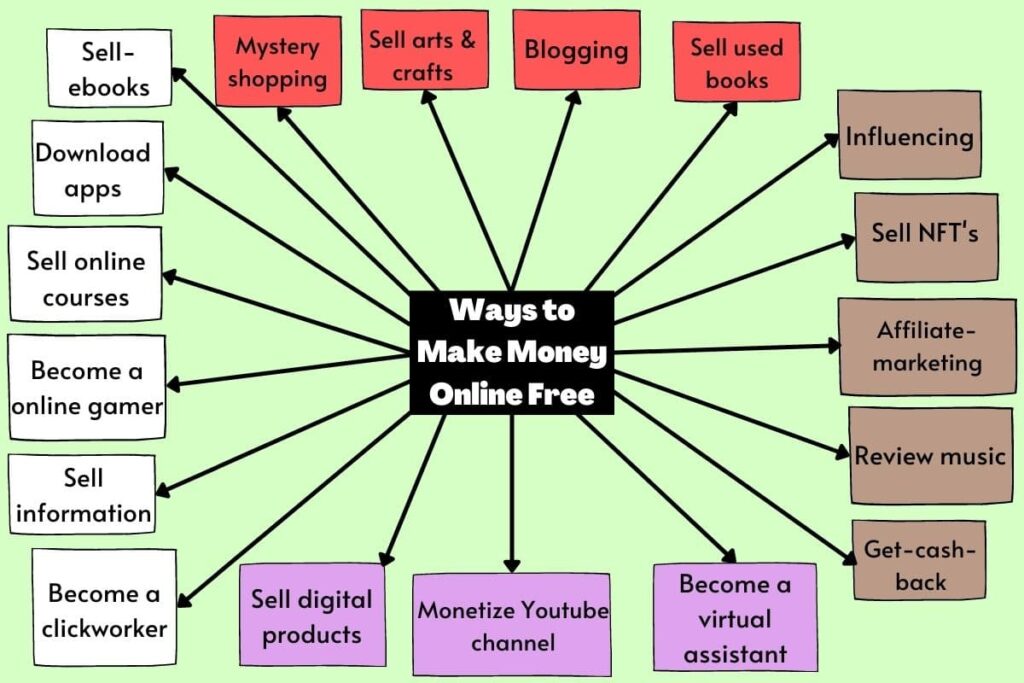 Sell-
ebooks
Mystery
shopping
Sell arts &
crafts
Blogging
Sell used
books
Download
apps
Influencing
Sell online
courses
Sell NFT's
Ways to
Make Money
Online Free
Become a
online gamer
Affiliate-
marketing
Sell
information
Review music
Become a
clickworker
Sell digital
products
Monetize Youtube
channel
Become a
virtual
assistant
Get-cash-
back